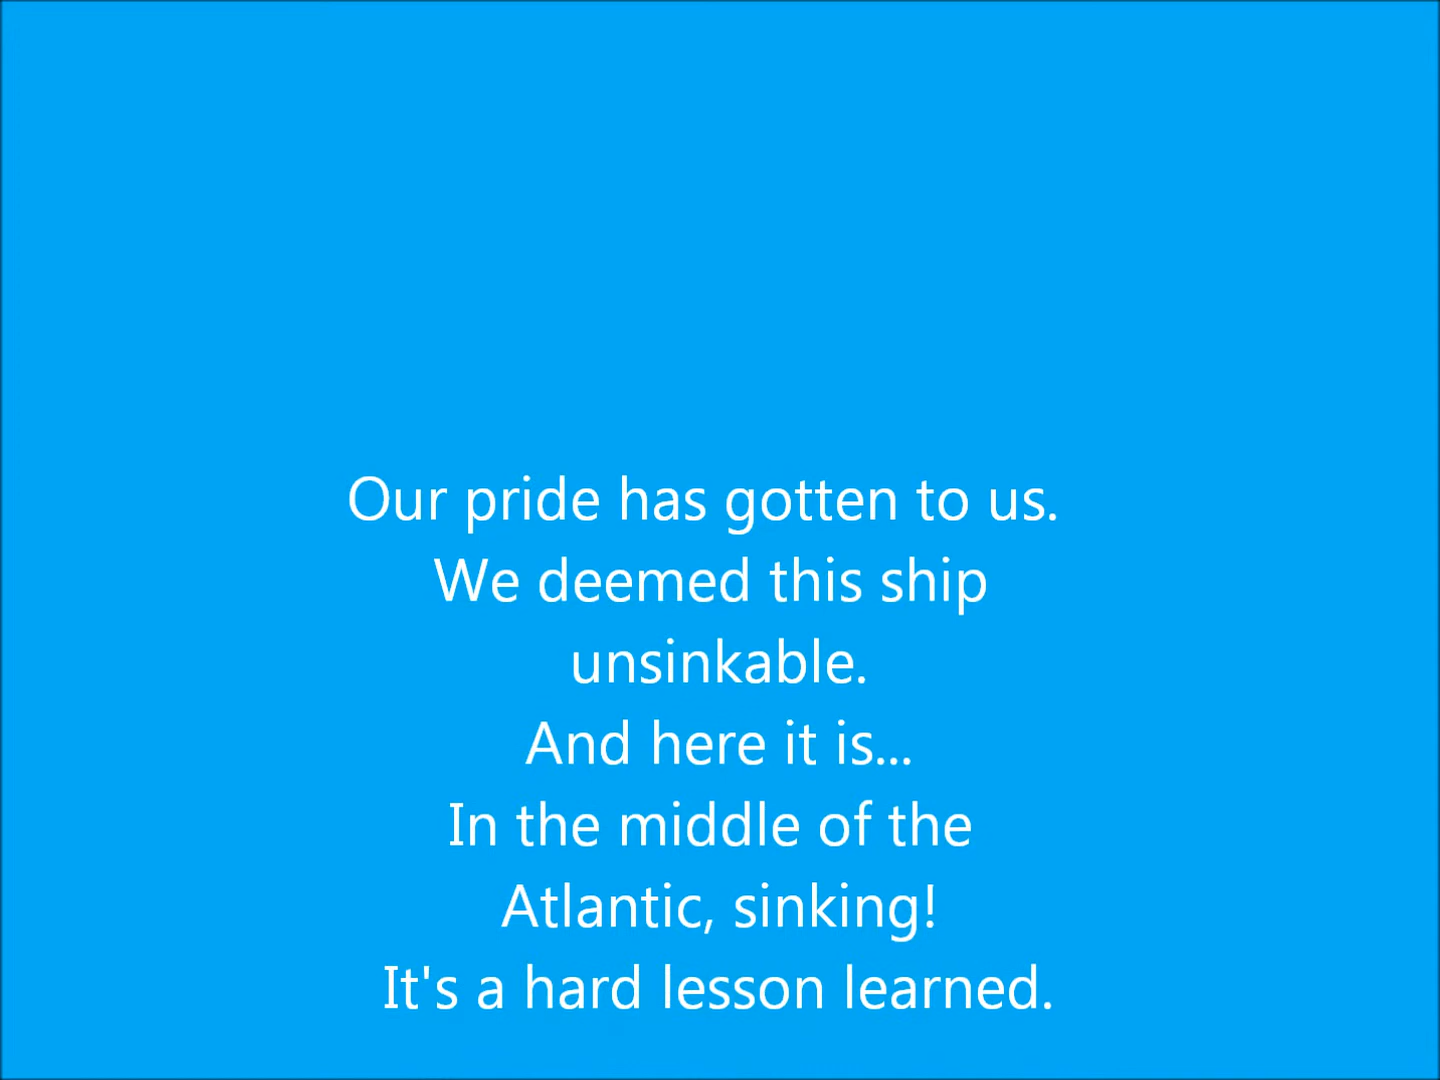 Our pride has gotten to us.
We deemed this ship
unsinkable.
And here it is...
In the middle of the
Atlantic, sinking!
It's a hard lesson learned.